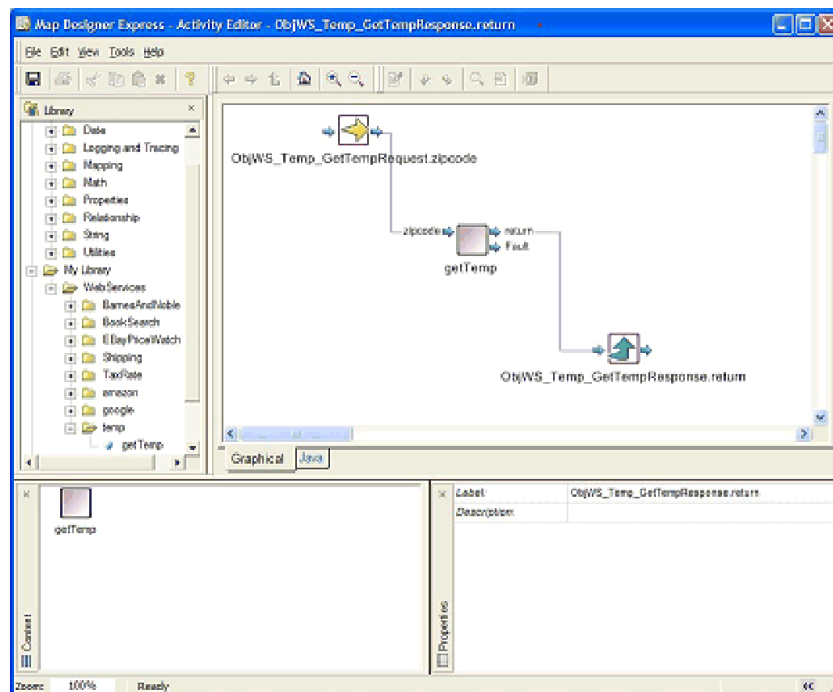 Map Designer Express - Activity Editor - ObjWS_Temp_GetTempResponse.return
File Edit View Tools Help
Library
Date
Logging and Tracing
Mapping
Math
Properties
Relationship
String
Utilities
My Library
WebServices
BarnesAndNoble
BookSearch
EBayPriceWatch
Shipping
TaxRate
amazon
google
temp
getTemp
ObjWS_Temp_GetTempRequest.zipcode
zipcode
return
Fault
getTemp
ObjWS_Temp_GetTempResponse.return
Graphical
Java
getTemp
Content
Properties
Label: ObjWS_Temp_GetTempResponse.return
Description:
Zoom: 100% Ready